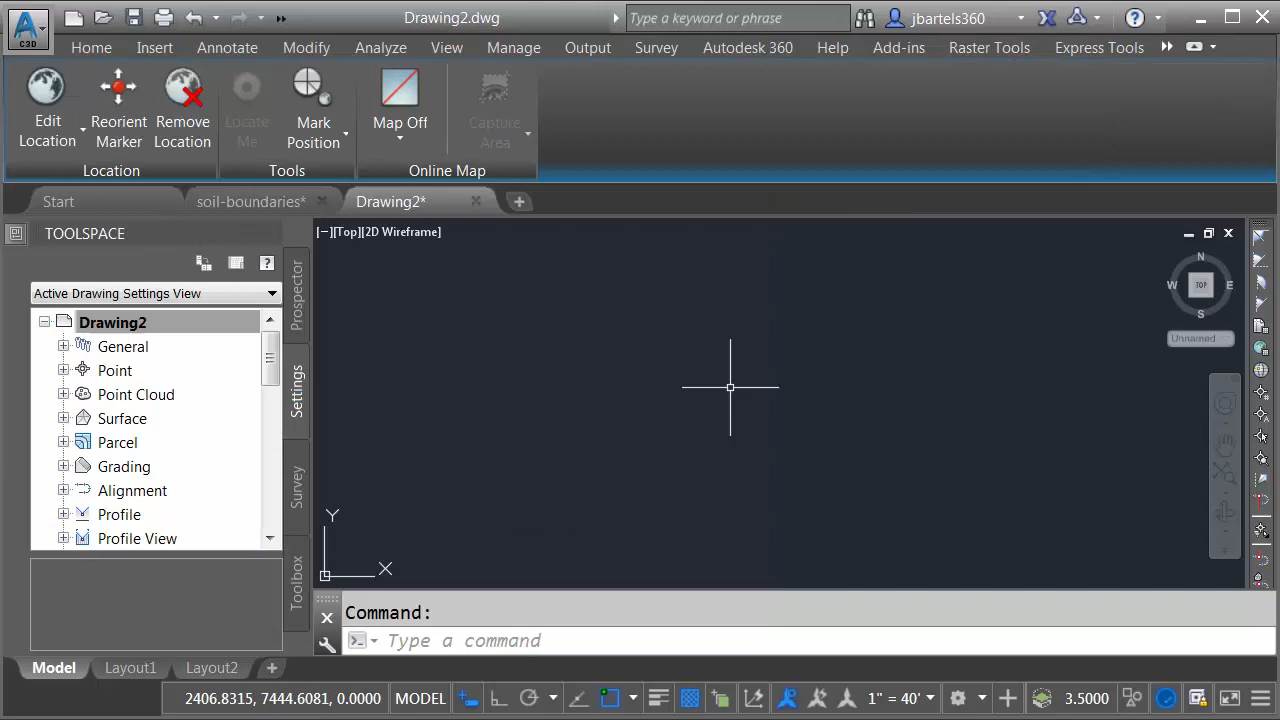 Drawing2.dwg
Type a keyword or phrase
jbartels360
C3D
Home Insert Annotate Modify Analyze View Manage Output Survey Autodesk 360 Help Add-ins Raster Tools Express Tools
Edit Location
Reorient Marker
Remove Location
Locate Me
Mark Position
Map Off
Capture Area
Location Tools Online Map
Start soil-boundaries* Drawing2*
TOOLSPACE
Active Drawing Settings View
Drawing2
General
Point
Point Cloud
Surface
Parcel
Grading
Alignment
Profile
Profile View
Prospector
Settings
Survey
Toolbox
[−][Top][2D Wireframe]
N
W TOP E
S
Unnamed
Y
X
Command:
Type a command
Model Layout1 Layout2
2406.8315, 7444.6081, 0.0000 MODEL 1" = 40' 3.5000